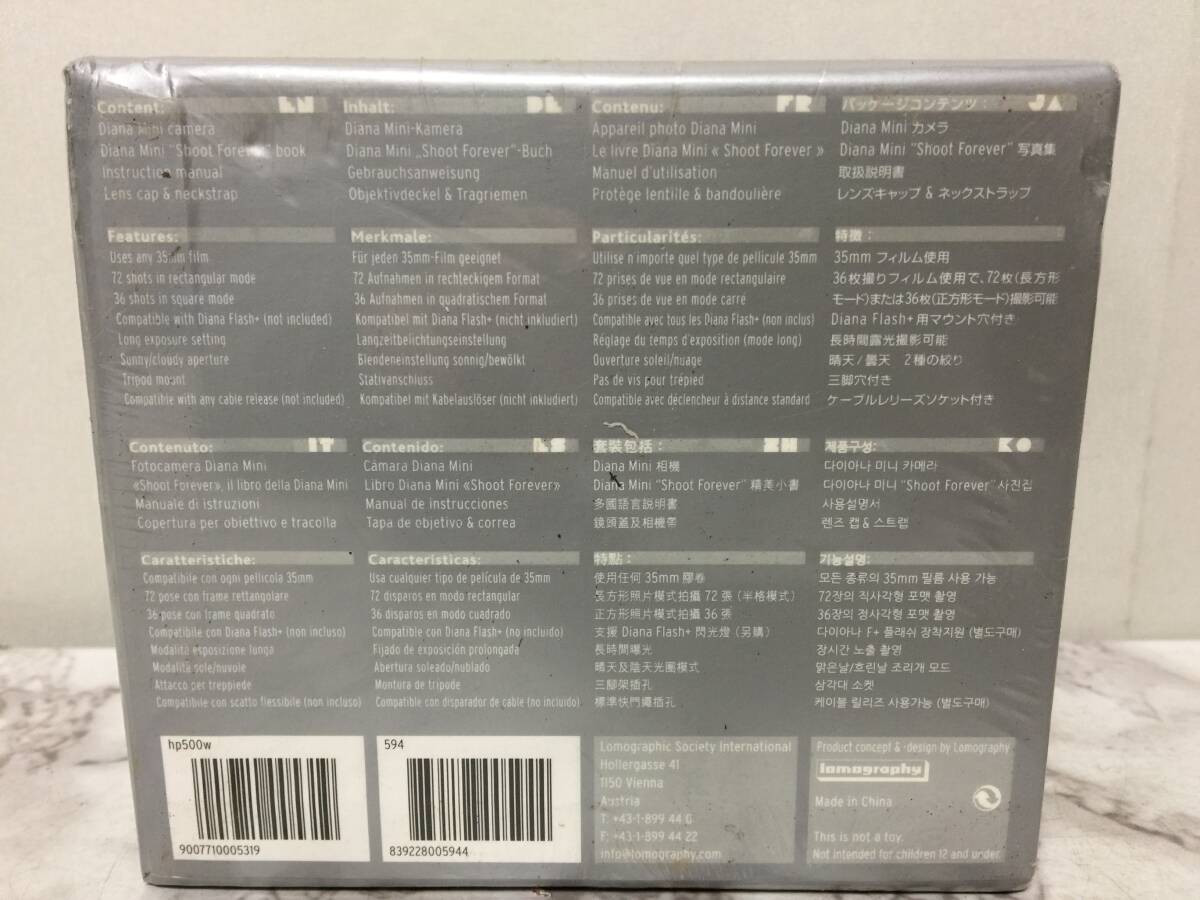 Content: EN
Diana Mini camera
Diana Mini "Shoot Forever" book
Instruction manual
Lens cap & neckstrap
Features:
Uses any 35mm film
72 shots in rectangular mode
36 shots in square mode
Compatible with Diana Flash+ (not included)
Long exposure setting
Sunny/cloudy aperture
Tripod mount
Compatible with any cable release (not included)
Inhalt: DE
Diana Mini-Kamera
Diana Mini „Shoot Forever"-Buch
Gebrauchsanweisung
Objektivdeckel & Tragriemen
Merkmale:
Für jeden 35mm-Film geeignet
72 Aufnahmen in rechteckigem Format
36 Aufnahmen in quadratischem Format
Kompatibel mit Diana Flash+ (nicht inkludiert)
Langzeitbelichtungseinstellung
Blendeneinstellung sonnig/bewölkt
Stativanschluss
Kompatibel mit Kabelauslöser (nicht inkludiert)
Contenu: FR
Appareil photo Diana Mini
Le livre Diana Mini « Shoot Forever »
Manuel d'utilisation
Protège lentille & bandoulière
Particularités:
Utilise n'importe quel type de pellicule 35mm
72 prises de vue en mode rectangulaire
36 prises de vue en mode carré
Compatible avec tous les Diana Flash+ (non inclus)
Réglage du temps d'exposition (mode long)
Ouverture soleil/nuage
Pas de vis pour trépied
Compatible avec déclencheur à distance standard
パッケージコンテンツ： JA
Diana Mini カメラ
Diana Mini "Shoot Forever" 写真集
取扱説明書
レンズキャップ & ネックストラップ
特徴：
35mm フィルム使用
36枚撮りフィルム使用で、72枚(長方形
モード)または36枚(正方形モード)撮影可能
Diana Flash+ 用マウント穴付き
長時間露光撮影可能
晴天/曇天 2種の絞り
三脚穴付き
ケーブルレリーズソケット付き
Contenuto: IT
Fotocamera Diana Mini
«Shoot Forever», il libro della Diana Mini
Manuale di istruzioni
Copertura per obiettivo e tracolla
Caratteristiche:
Compatibile con ogni pellicola 35mm
72 pose con frame rettangolare
36 pose con frame quadrato
Compatibile con Diana Flash+ (non incluso)
Modalità esposizione lunga
Modalità sole/nuvole
Attacco per treppiede
Compatibile con scatto flessibile (non incluso)
Contenido: ES
Cámara Diana Mini
Libro Diana Mini «Shoot Forever»
Manual de instrucciones
Tapa de objetivo & correa
Características:
Usa cualquier tipo de película de 35mm
72 disparos en modo rectangular
36 disparos en modo cuadrado
Compatible con Diana Flash+ (no incluido)
Fijado de exposición prolongada
Abertura soleado/nublado
Montura de trípode
Compatible con disparador de cable (no incluido)
套裝包括： ZH
Diana Mini 相機
Diana Mini "Shoot Forever" 精美小書
多國語言說明書
鏡頭蓋及相機帶
特點：
使用任何 35mm 膠卷
長方形照片模式拍攝 72 張 (半格模式)
正方形照片模式拍攝 36 張
支援 Diana Flash+ 閃光燈 (另購)
長時間曝光
晴天及陰天光圈模式
三腳架插孔
標準快門繩插孔
제품구성: KO
다이아나 미니 카메라
다이아나 미니 "Shoot Forever" 사진집
사용설명서
렌즈 캡 & 스트랩
기능설명:
모든 종류의 35mm 필름 사용 가능
72장의 직사각형 포맷 촬영
36장의 정사각형 포맷 촬영
다이아나 F+ 플래쉬 장착지원 (별도구매)
장시간 노출 촬영
맑은날/흐린날 조리개 모드
삼각대 소켓
케이블 릴리즈 사용가능 (별도구매)
hp500w
9007710005319
594
839228005944
Lomographic Society International
Hollergasse 41
1150 Vienna
Austria
T: +43-1-899 44 0
F: +43-1-899 44 22
info@lomography.com
Product concept & design by Lomography
lomography
Made in China
This is not a toy.
Not intended for children 12 and under.